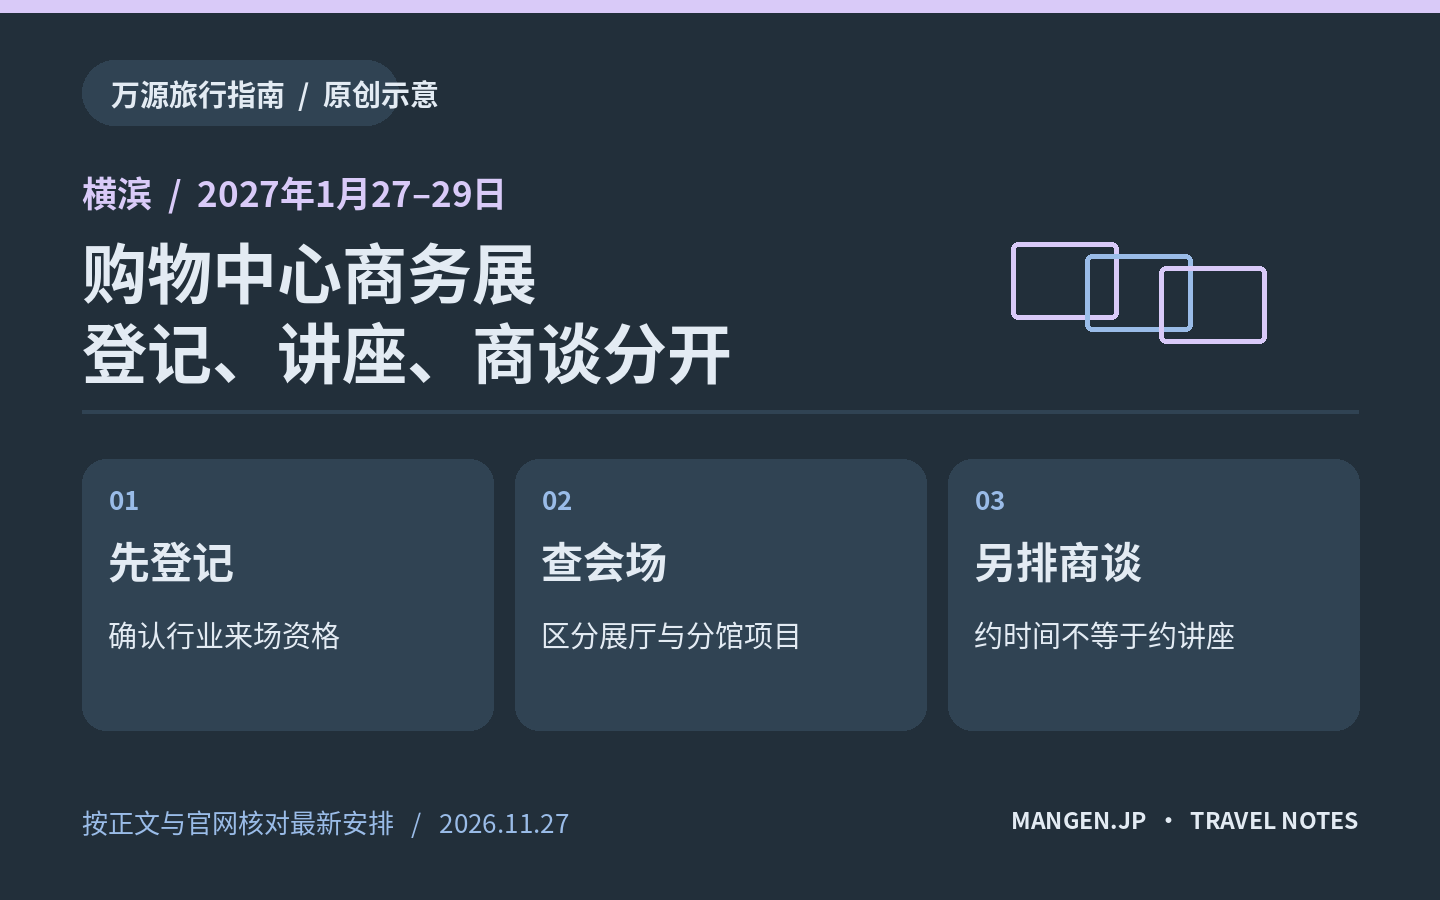 万源旅行指南 / 原创示意
横滨 / 2027年1月27–29日
购物中心商务展
登记、讲座、商谈分开
01
先登记
确认行业来场资格
02
查会场
区分展厅与分馆项目
03
另排商谈
约时间不等于约讲座
按正文与官网核对最新安排 / 2026.11.27
MANGEN.JP • TRAVEL NOTES